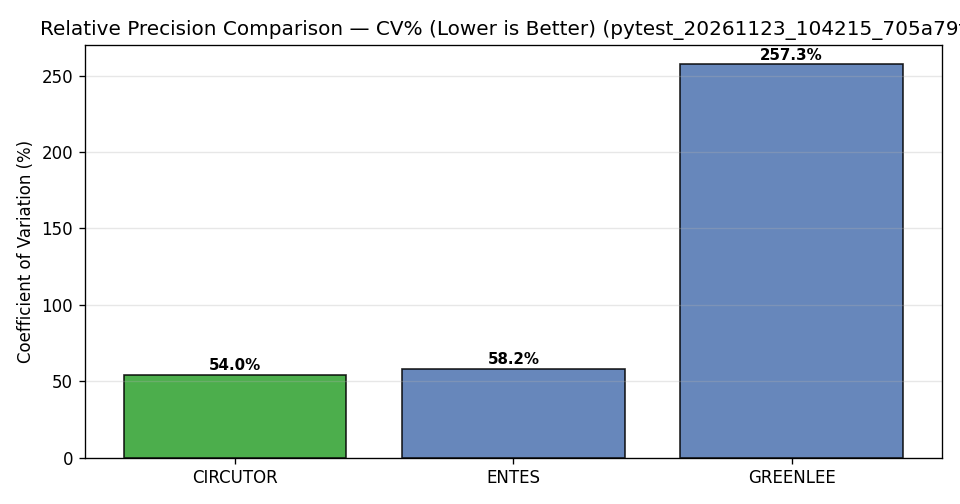 Relative Precision Comparison — CV% (Lower is Better) (pytest_20261123_104215_705a79
257.3%
250
200
150
100
50
0
Coefficient of Variation (%)
54.0%
58.2%
CIRCUTOR
ENTES
GREENLEE